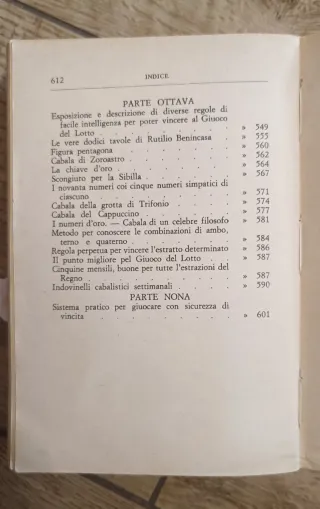 612 INDICE
PARTE OTTAVA
Esposizione e descrizione di diverse regole di
facile intelligenza per poter vincere al Giuoco
del Lotto . . . . . . . . » 549
Le vere dodici tavole di Rutilio Benincasa . » 555
Figura pentagona . . . . . . » 560
Cabala di Zoroastro . . . . . . » 562
La chiave d'oro . . . . . . . » 564
Scongiuro per la Sibilla . . . . . » 567
I novanta numeri coi cinque numeri simpatici di
ciascuno . . . . . . . . » 571
Cabala della grotta di Trifonio . . . . » 574
Cabala del Cappuccino . . . . . » 577
I numeri d'oro. — Cabala di un celebre filosofo » 581
Metodo per conoscere le combinazioni di ambo,
terno e quaterno . . . . . . » 584
Regola perpetua per vincere l'estratto determinato » 586
Il punto migliore pel Giuoco del Lotto . . » 587
Cinquine mensili, buone per tutte l'estrazioni del
Regno . . . . . . . . » 587
Indovinelli cabalistici settimanali . . . » 590
PARTE NONA
Sistema pratico per giuocare con sicurezza di
vincita . . . . . . . . » 601